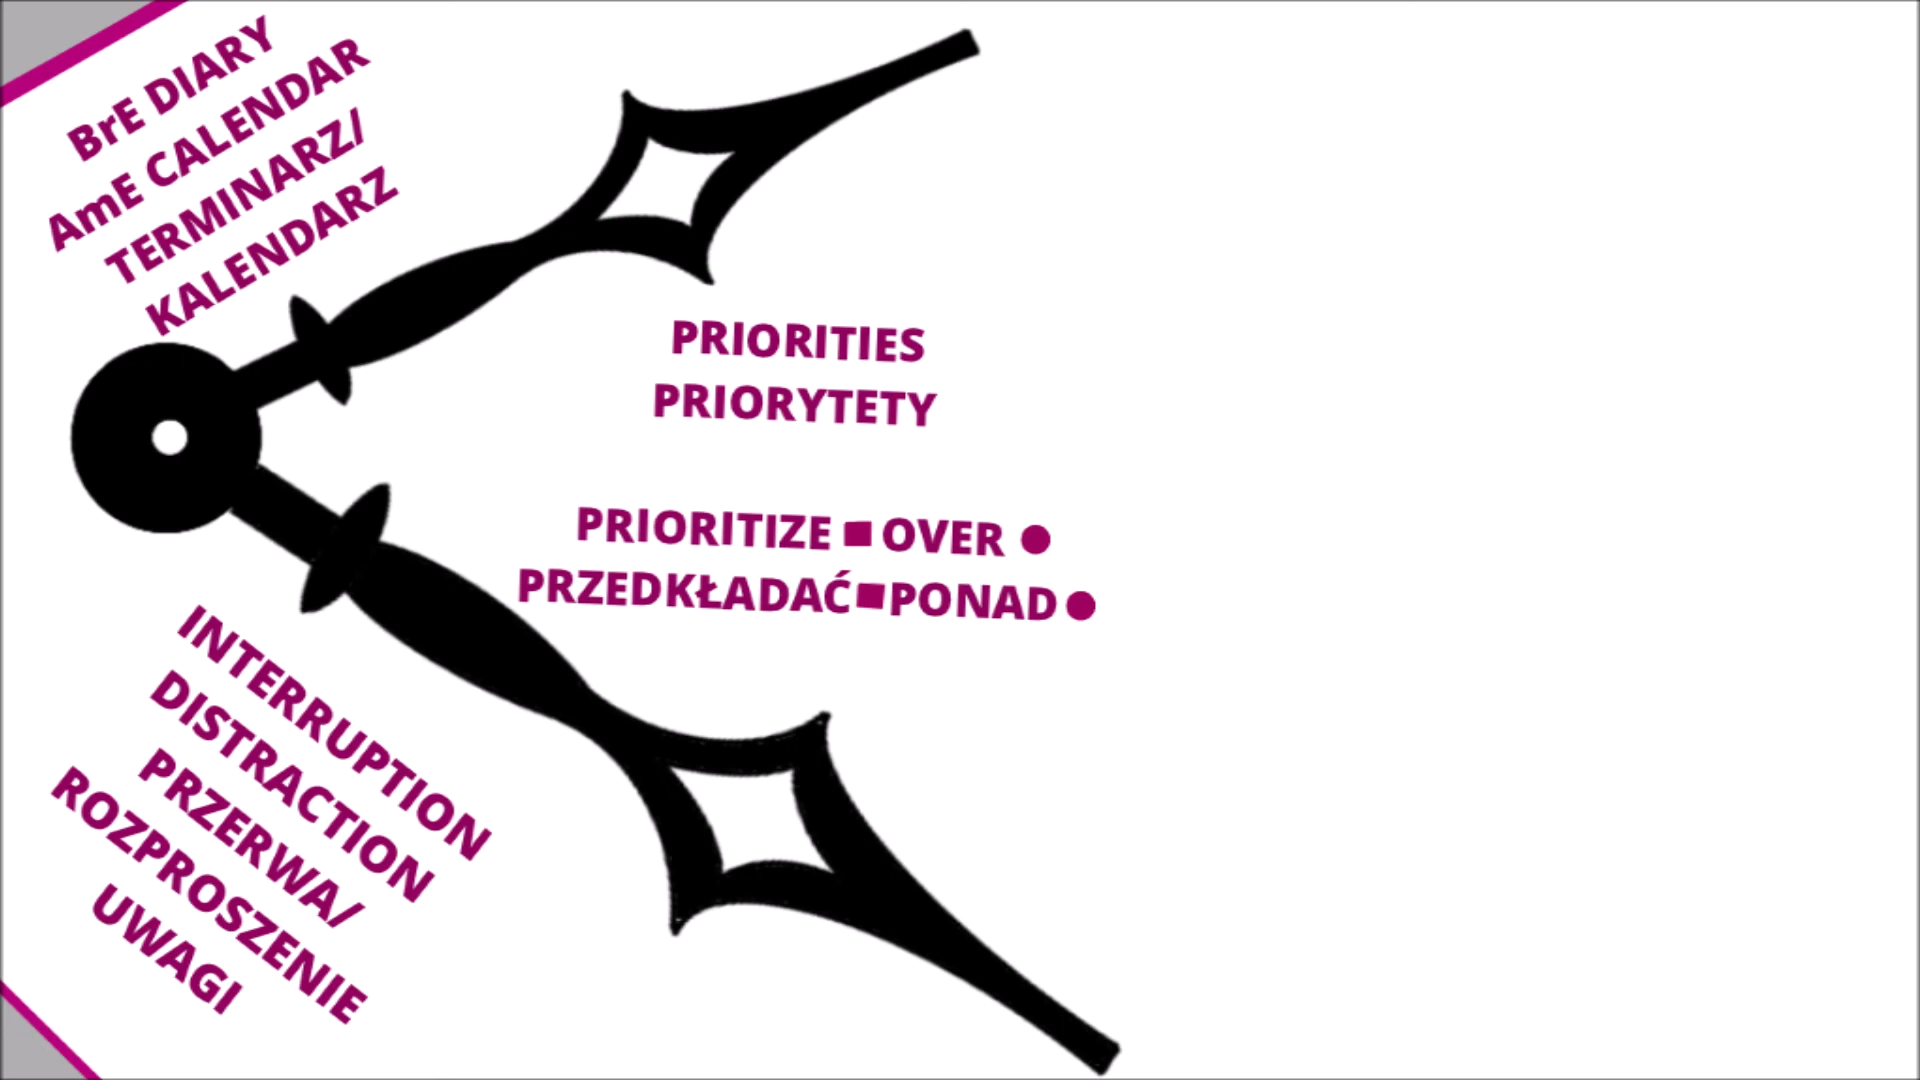 BrE DIARY
AmE CALENDAR
TERMINARZ/
KALENDARZ
PRIORITIES
PRIORYTETY
PRIORITIZE ■ OVER ●
PRZEDKŁADAĆ ■ PONAD ●
INTERRUPTION
DISTRACTION
PRZERWA/
ROZPROSZENIE
UWAGI